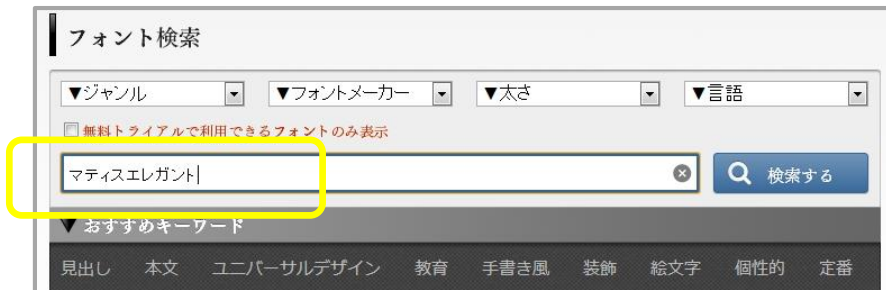 フォント検索
▼ジャンル ▼フォントメーカー ▼太さ ▼言語
無料トライアルで利用できるフォントのみ表示
マティスエレガント 検索する
▼ おすすめキーワード
見出し 本文 ユニバーサルデザイン 教育 手書き風 装飾 絵文字 個性的 定番